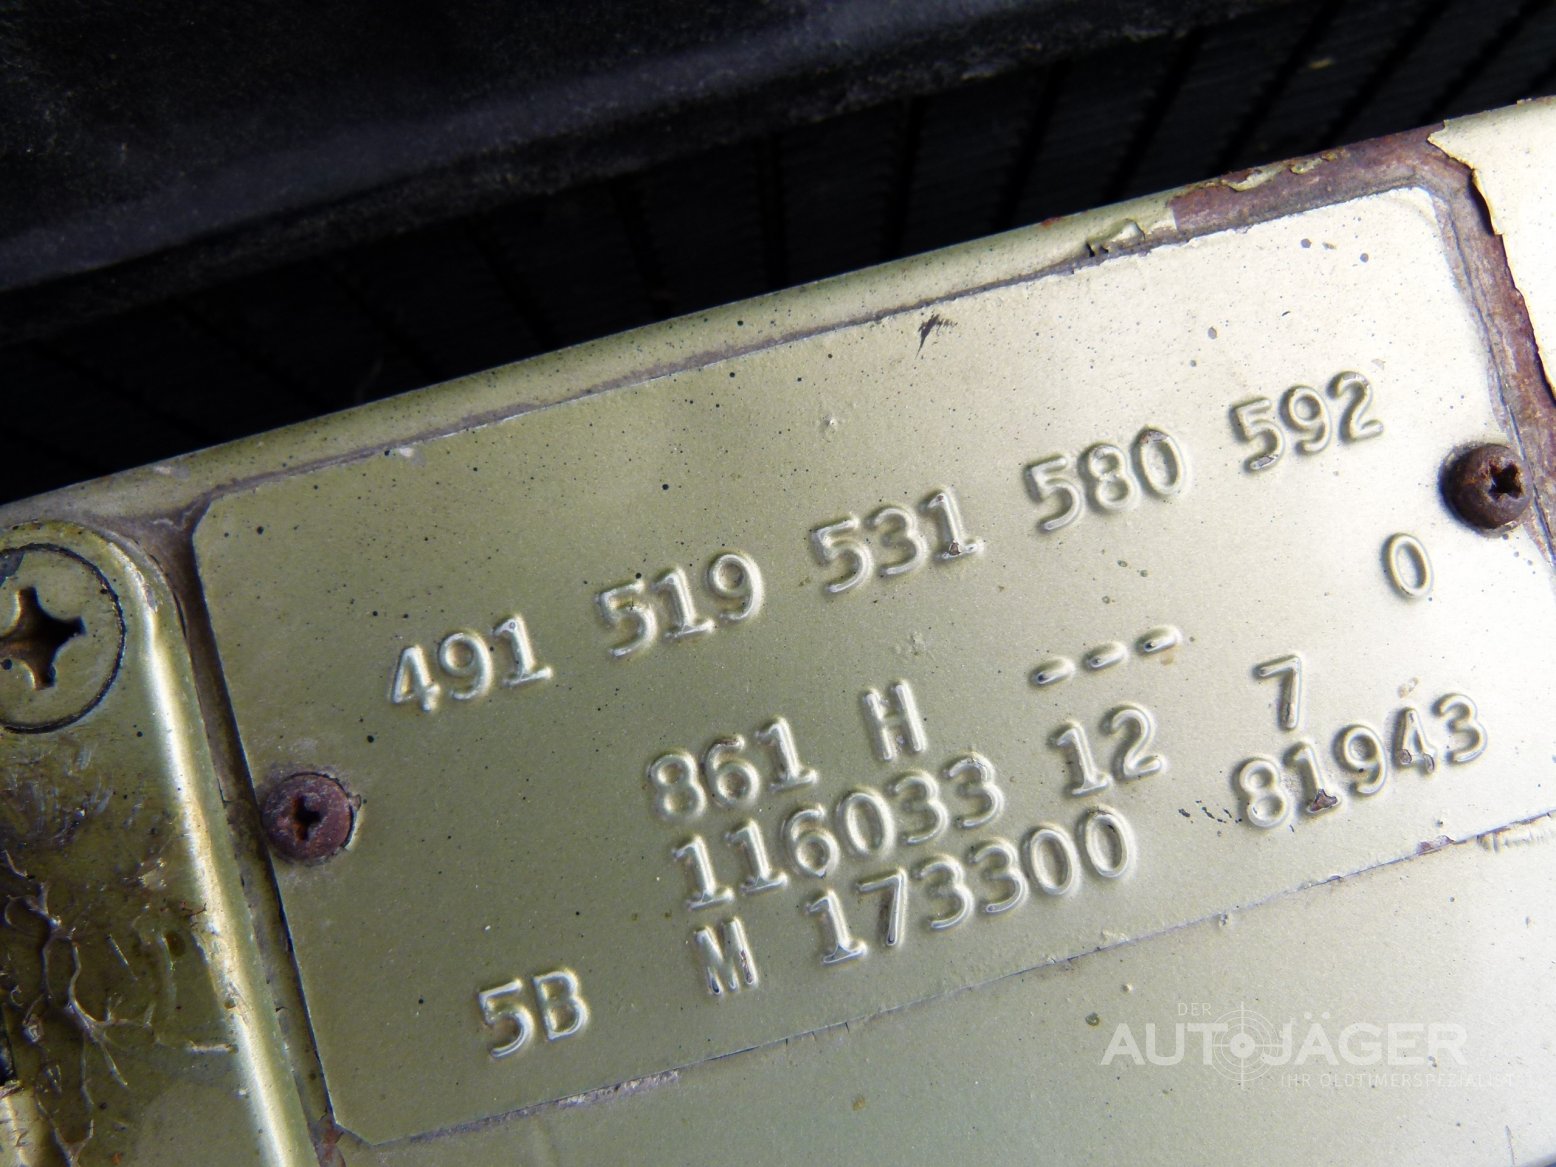 491 519 531 580 592
861 H --- 0
116033 12 7
5B M 173300 81943
DER
AUTOJÄGER
IHR OLDTIMERSPEZIALIST